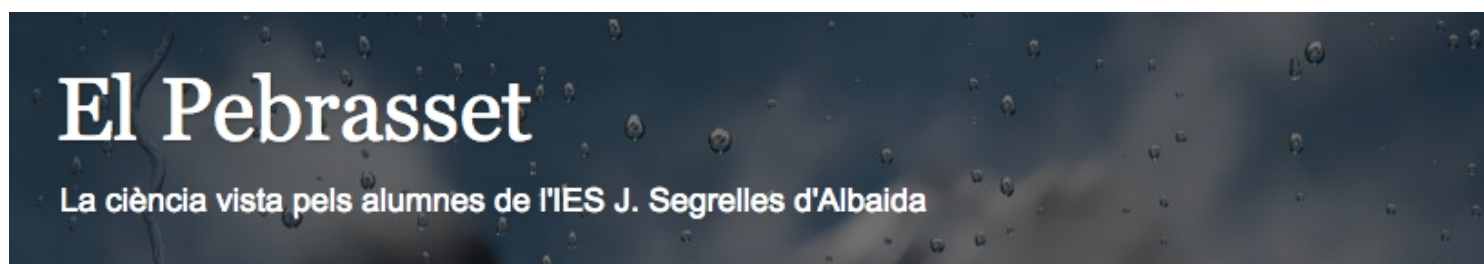 El Pebrasset
La ciència vista pels alumnes de l'IES J. Segrelles d'Albaida